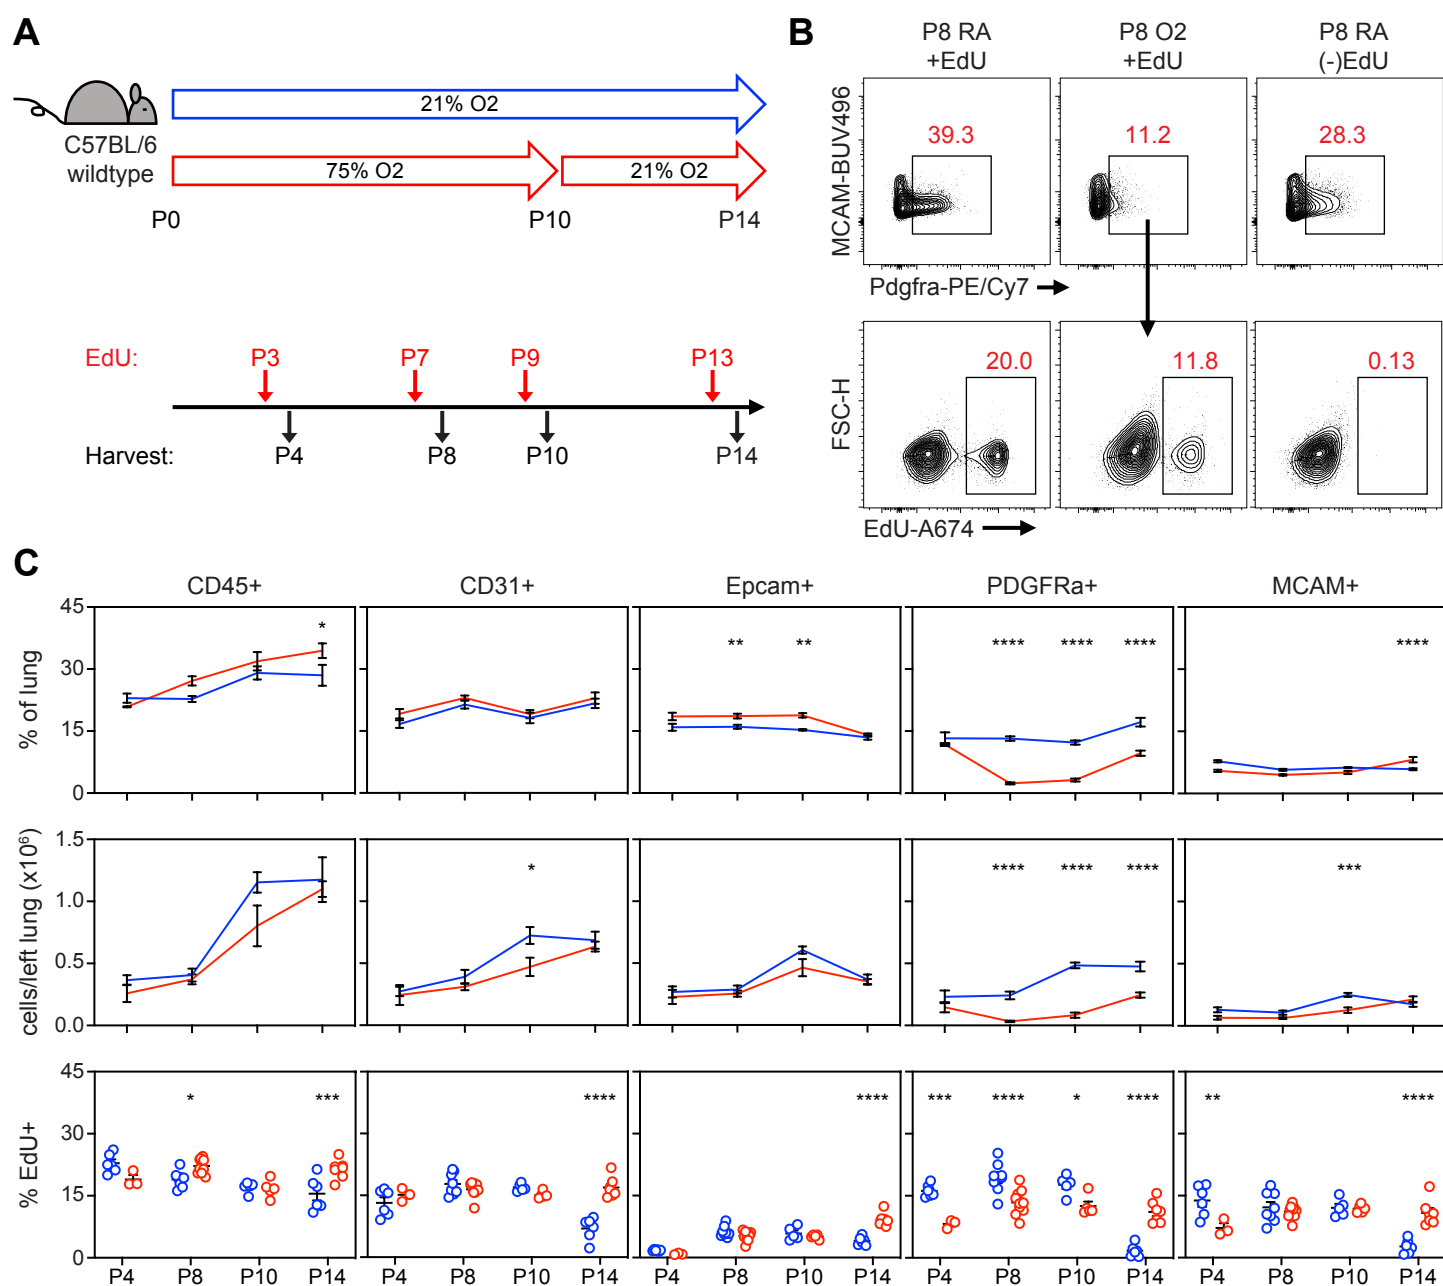 A
21% O2
C57BL/6
wildtype
75% O2
21% O2
P0
P10
P14
EdU:
P3
P7
P9
P13
Harvest:
P4
P8
P10
P14
B
P8 RA
+EdU
P8 O2
+EdU
P8 RA
(-)EdU
MCAM-BUV496
39.3
11.2
28.3
Pdgfra-PE/Cy7
FSC-H
20.0
11.8
0.13
EdU-A674
C
CD45+
CD31+
Epcam+
PDGFRa+
MCAM+
% of lung
45
30
15
0
*
**
**
****
****
****
****
cells/left lung (x10⁶)
1.5
1.0
0.5
0.0
*
****
****
****
***
% EdU+
45
30
15
0
*
***
****
****
***
****
*
****
**
****
P4
P8
P10
P14
P4
P8
P10
P14
P4
P8
P10
P14
P4
P8
P10
P14
P4
P8
P10
P14